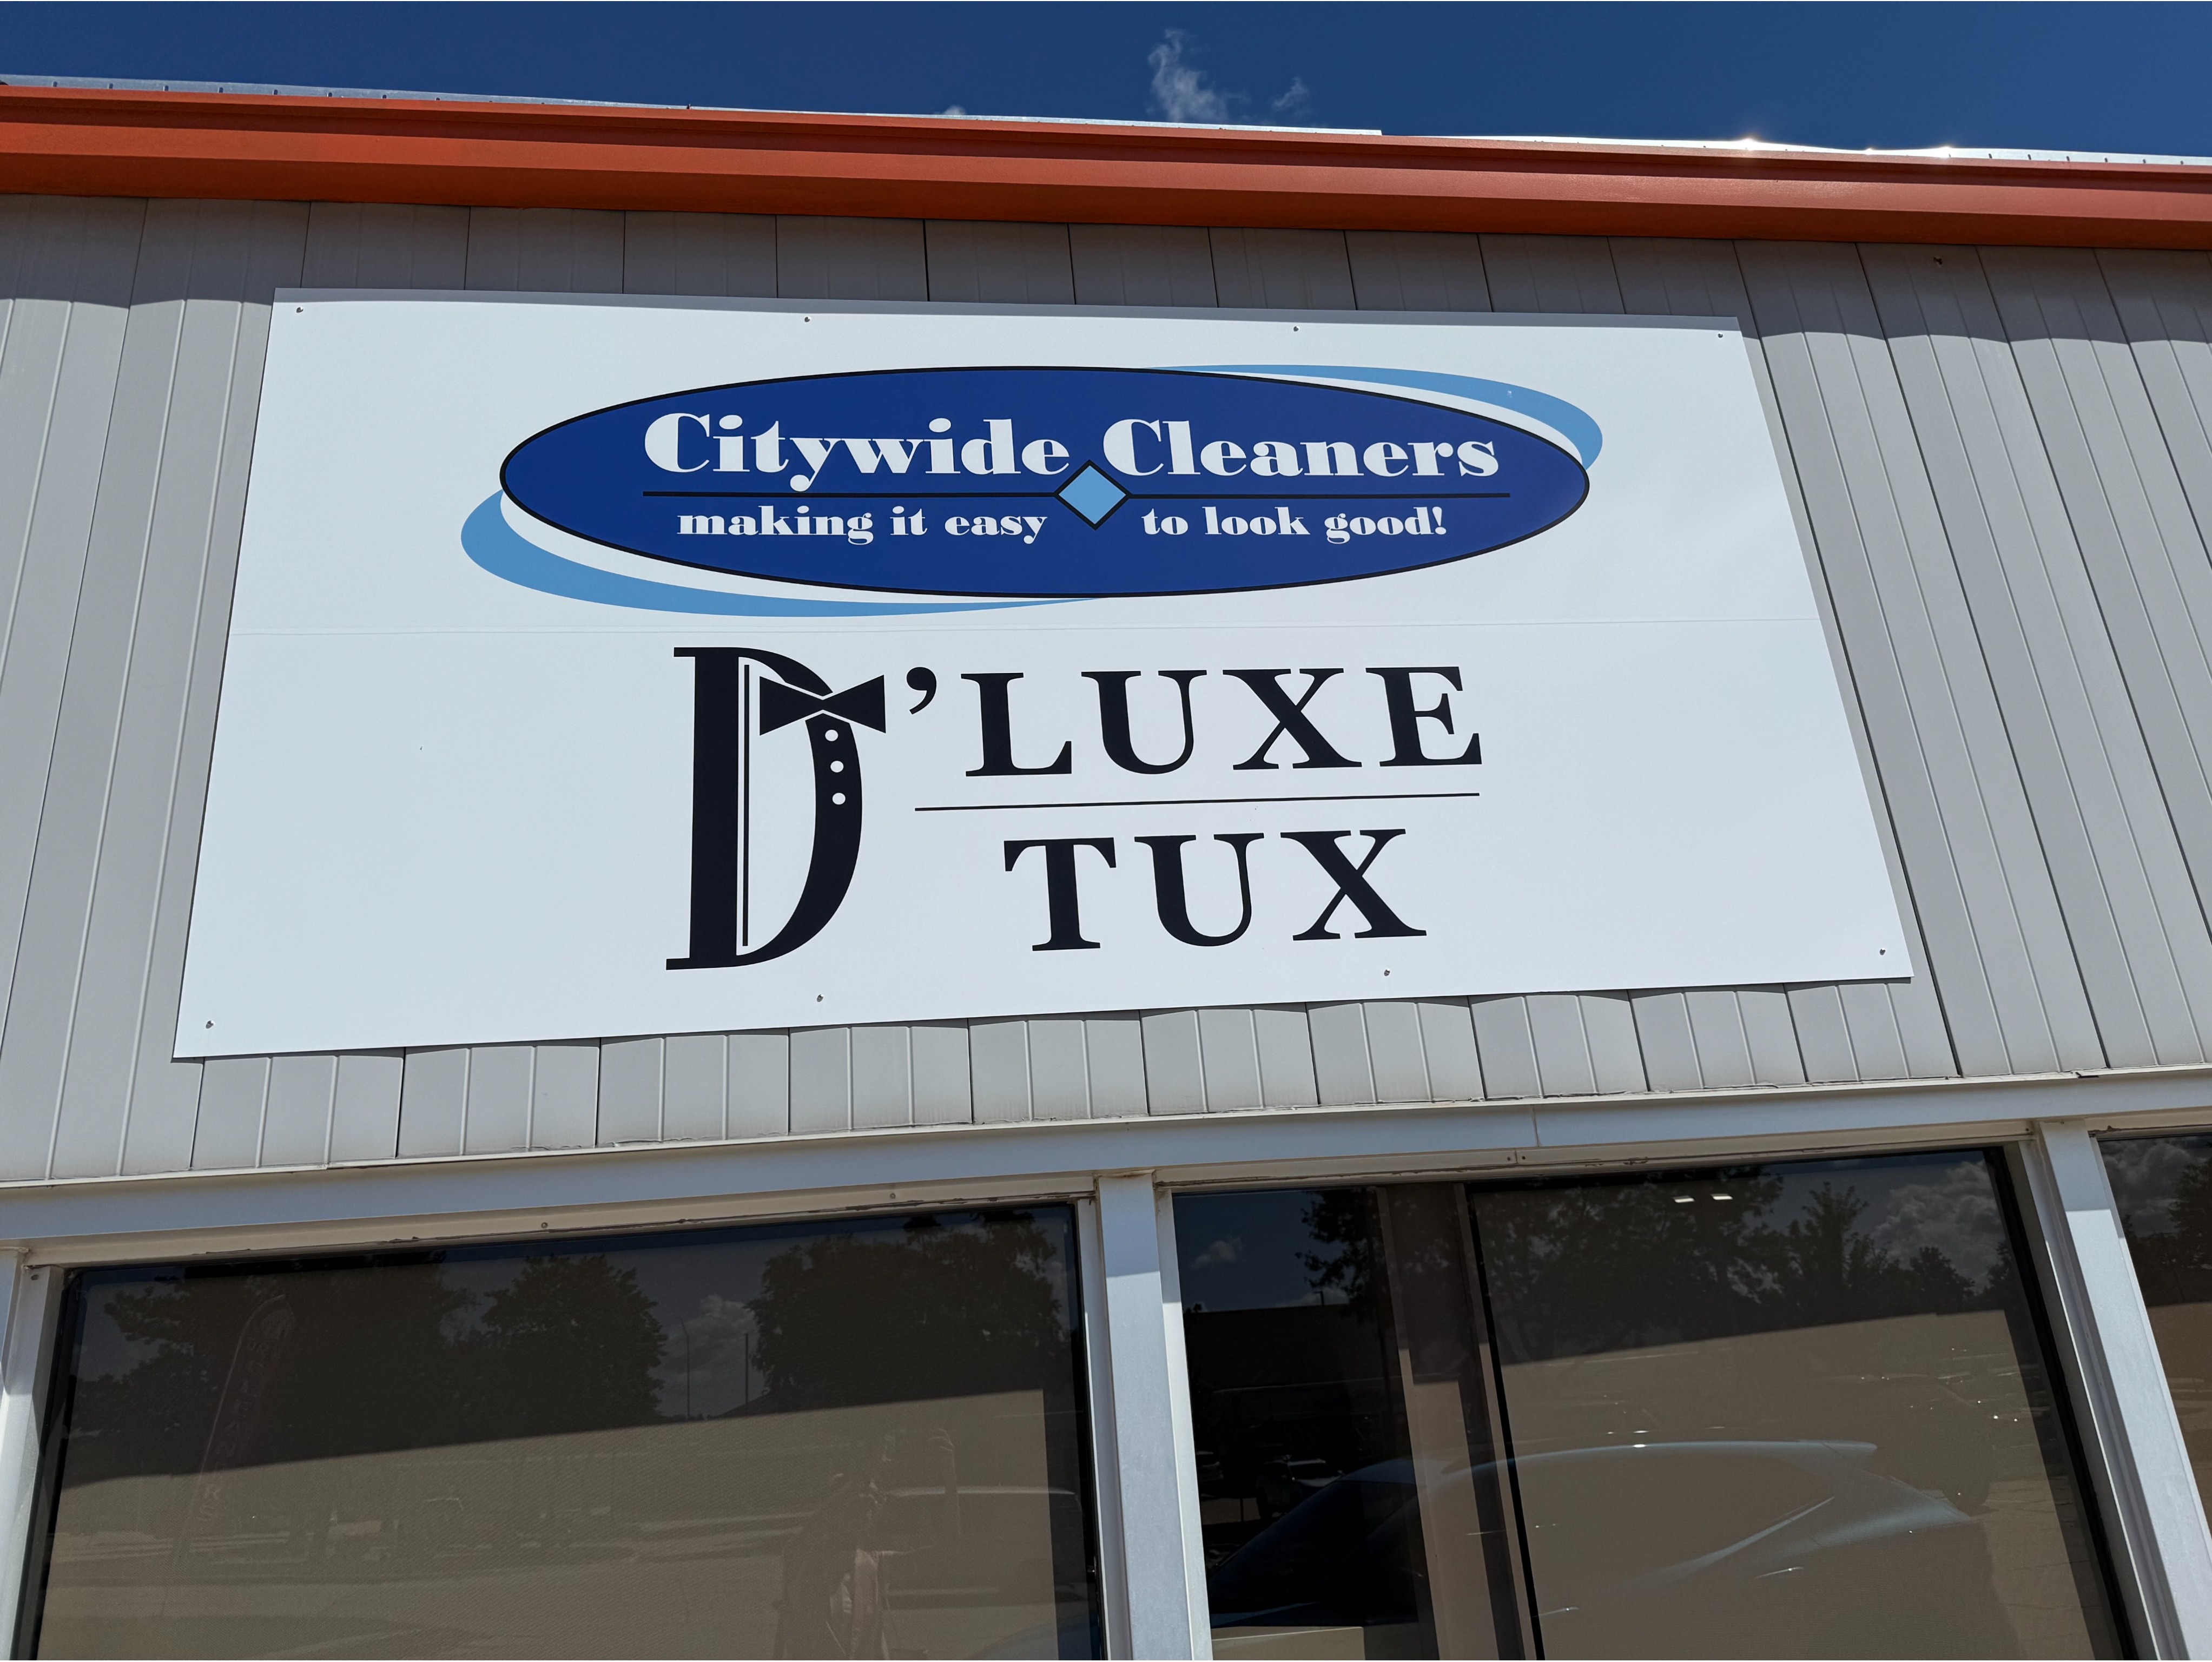 Citywide Cleaners
making it easy to look good!
D'LUXE
TUX